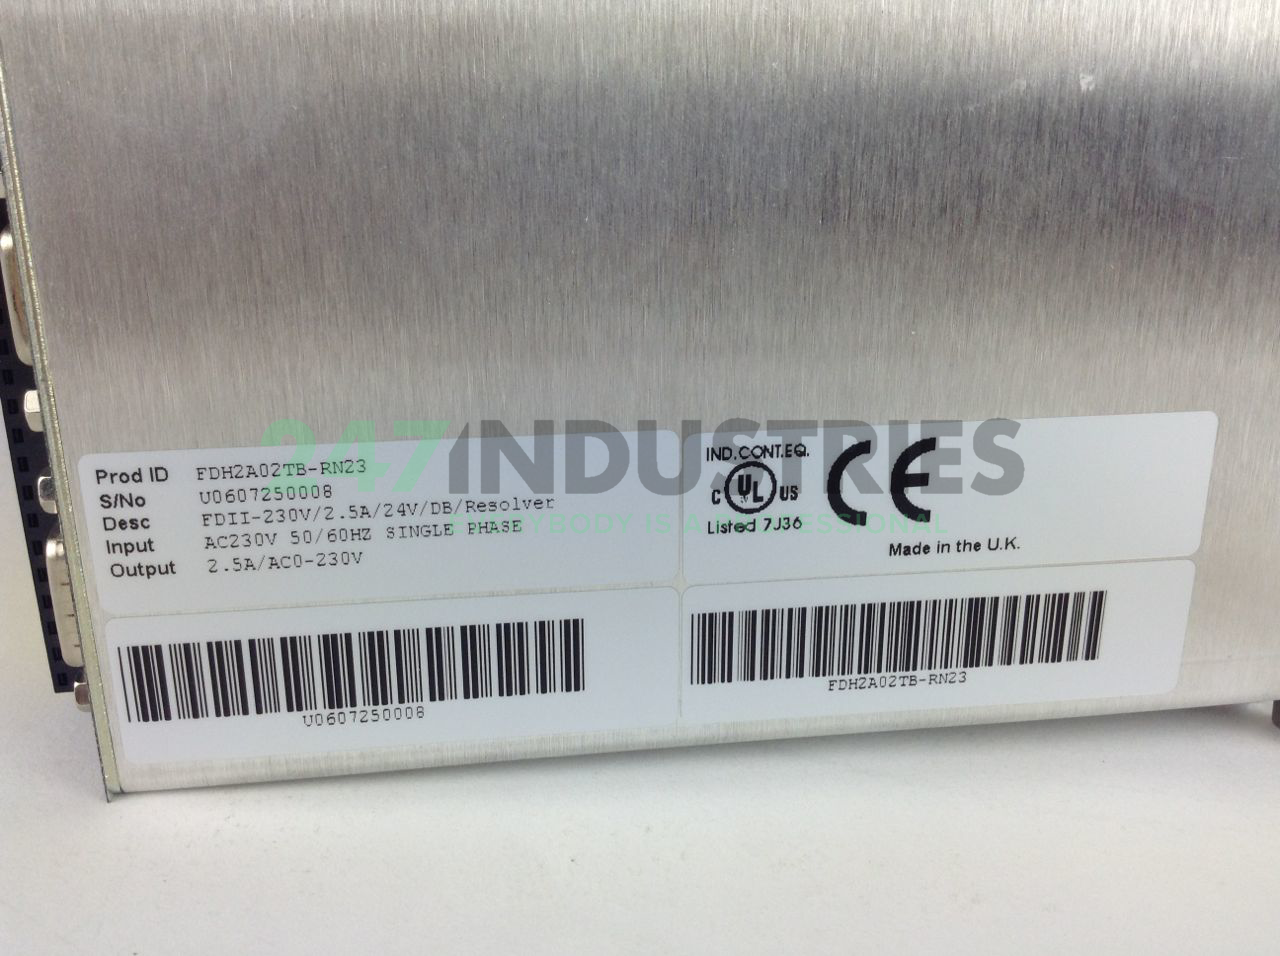 247INDUSTRIES
EVERYBODY IS A PROFESSIONAL
Prod ID FDH2A02TB-RN23
S/No U0607250008
Desc FDII-230V/2.5A/24V/DB/Resolver
Input AC230V 50/60HZ SINGLE PHASE
Output 2.5A/AC0-230V
IND.CONT.EQ.
C UL US CE
Listed 7J36
Made in the U.K.
U0607250008
FDH2A02TB-RN23